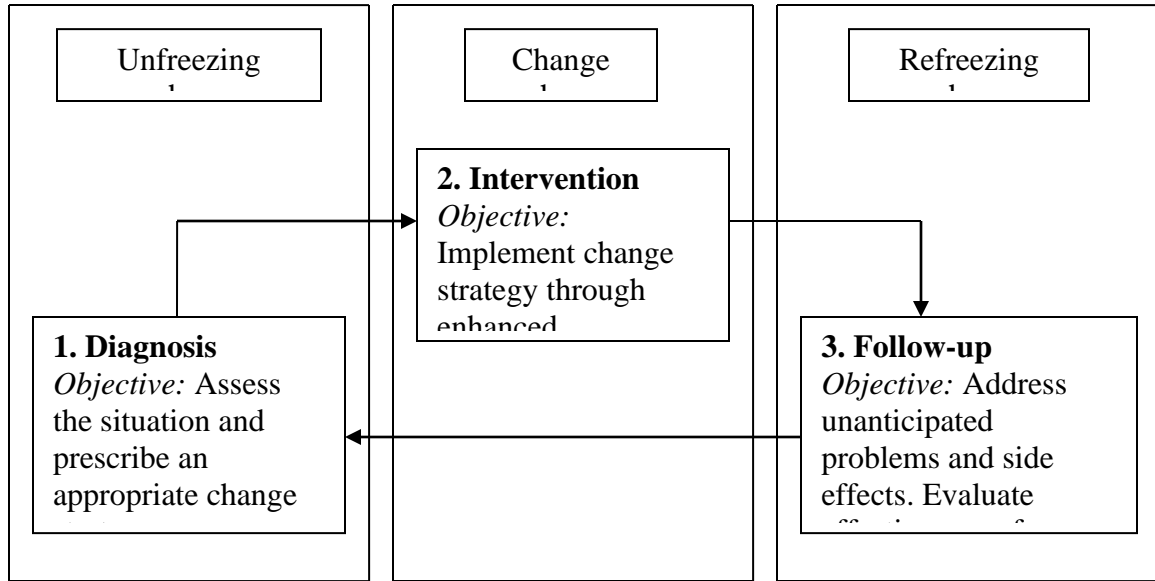 Unfreezing
Change
Refreezing
2. Intervention
Objective:
Implement change
strategy through
enhanced
1. Diagnosis
Objective: Assess
the situation and
prescribe an
appropriate change
3. Follow-up
Objective: Address
unanticipated
problems and side
effects. Evaluate